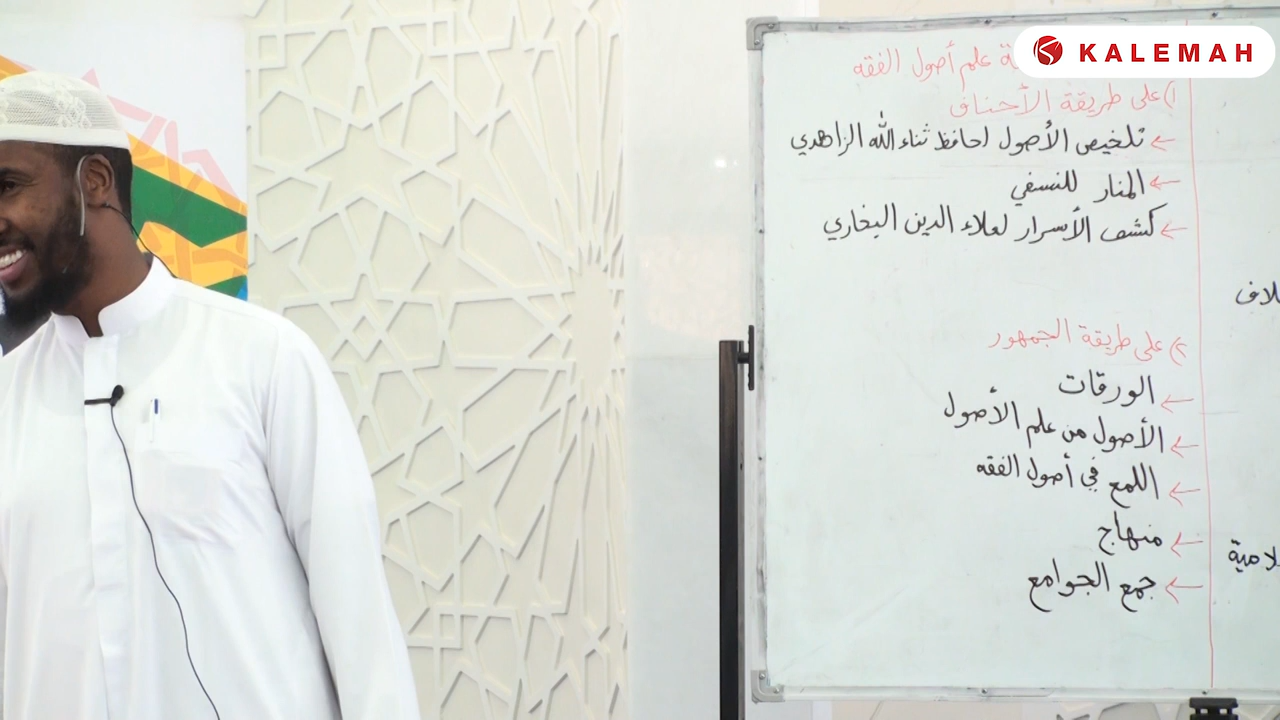 KALEMAH
علم أصول الفقه
١) على طريقة الأحناف
← تلخيص الأصول لحافظ ثناء الله الزاهدي
← المنار للنسفي
← كشف الأسرار لعلاء الدين البخاري
٢) على طريقة الجمهور
← الورقات
← الأصول من علم الأصول
← اللمع في أصول الفقه
← منهاج
← جمع الجوامع